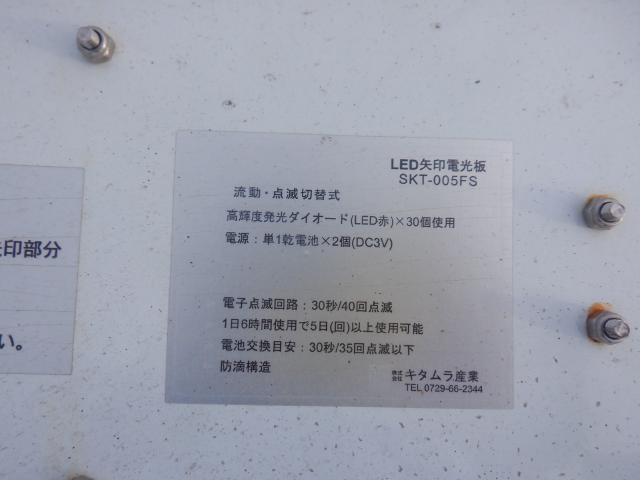 LED矢印電光板
SKT-005FS
流動・点滅切替式
高輝度発光ダイオード(LED赤)×30個使用
電源：単1乾電池×2個(DC3V)
電子点滅回路：30秒/40回点滅
1日6時間使用で5日(回)以上使用可能
電池交換目安：30秒/35回点滅以下
防滴構造
株式会社 キタムラ産業
TEL 0729-66-2344
印部分
い。